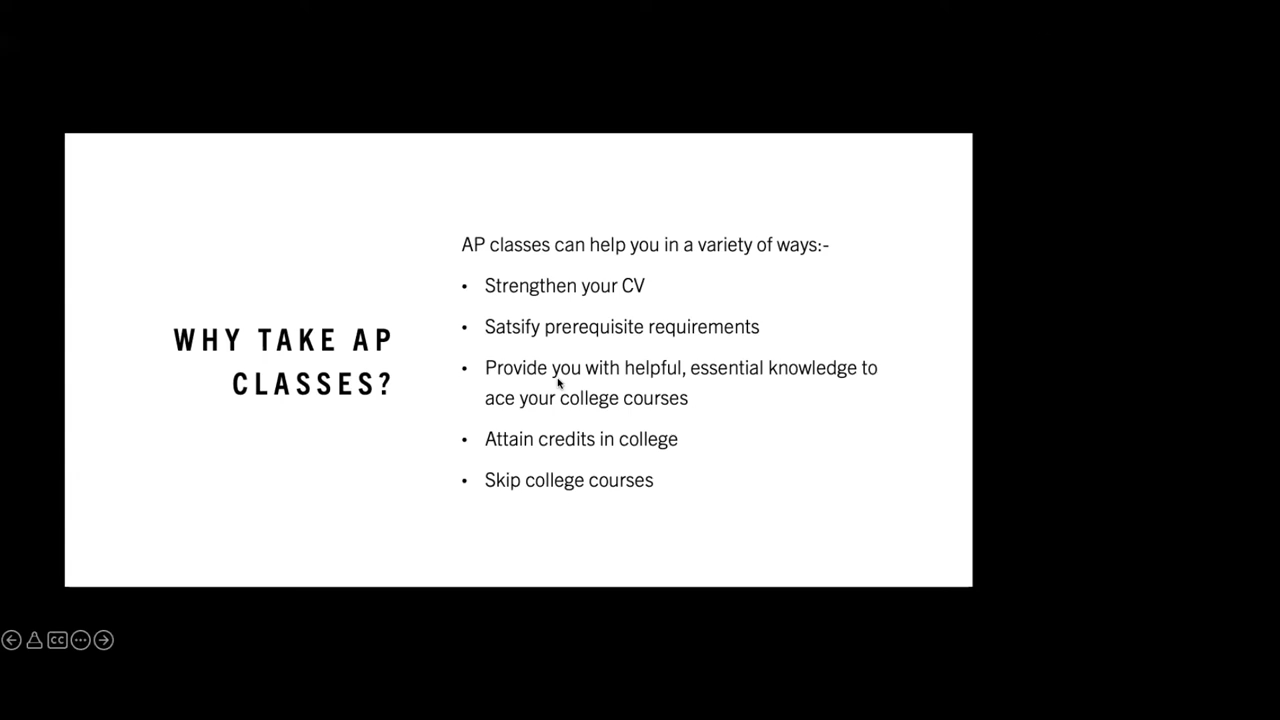 WHY TAKE AP
CLASSES?
AP classes can help you in a variety of ways:-
• Strengthen your CV
• Satsify prerequisite requirements
• Provide you with helpful, essential knowledge to
ace your college courses
• Attain credits in college
• Skip college courses
CC